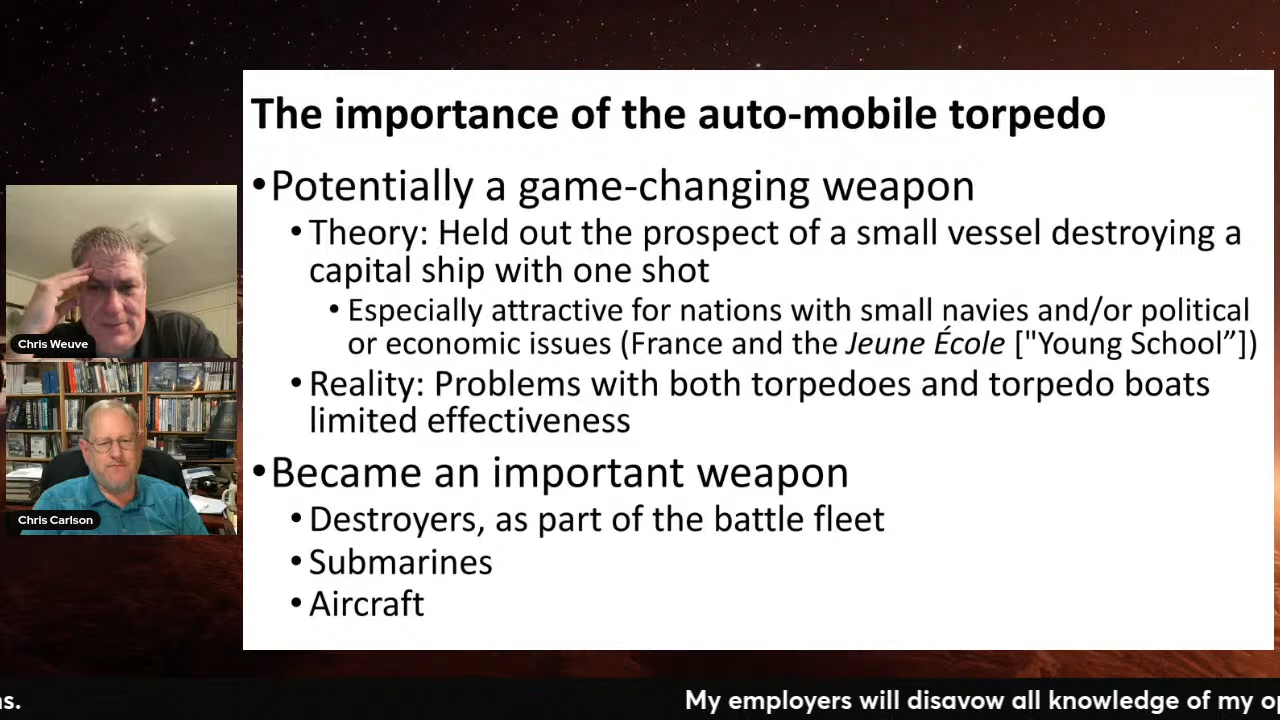 The importance of the auto-mobile torpedo
•Potentially a game-changing weapon
•Theory: Held out the prospect of a small vessel destroying a
capital ship with one shot
•Especially attractive for nations with small navies and/or political
or economic issues (France and the Jeune École ["Young School”])
•Reality: Problems with both torpedoes and torpedo boats
limited effectiveness
•Became an important weapon
•Destroyers, as part of the battle fleet
•Submarines
•Aircraft
Chris Weuve
Chris Carlson
My employers will disavow all knowledge of my